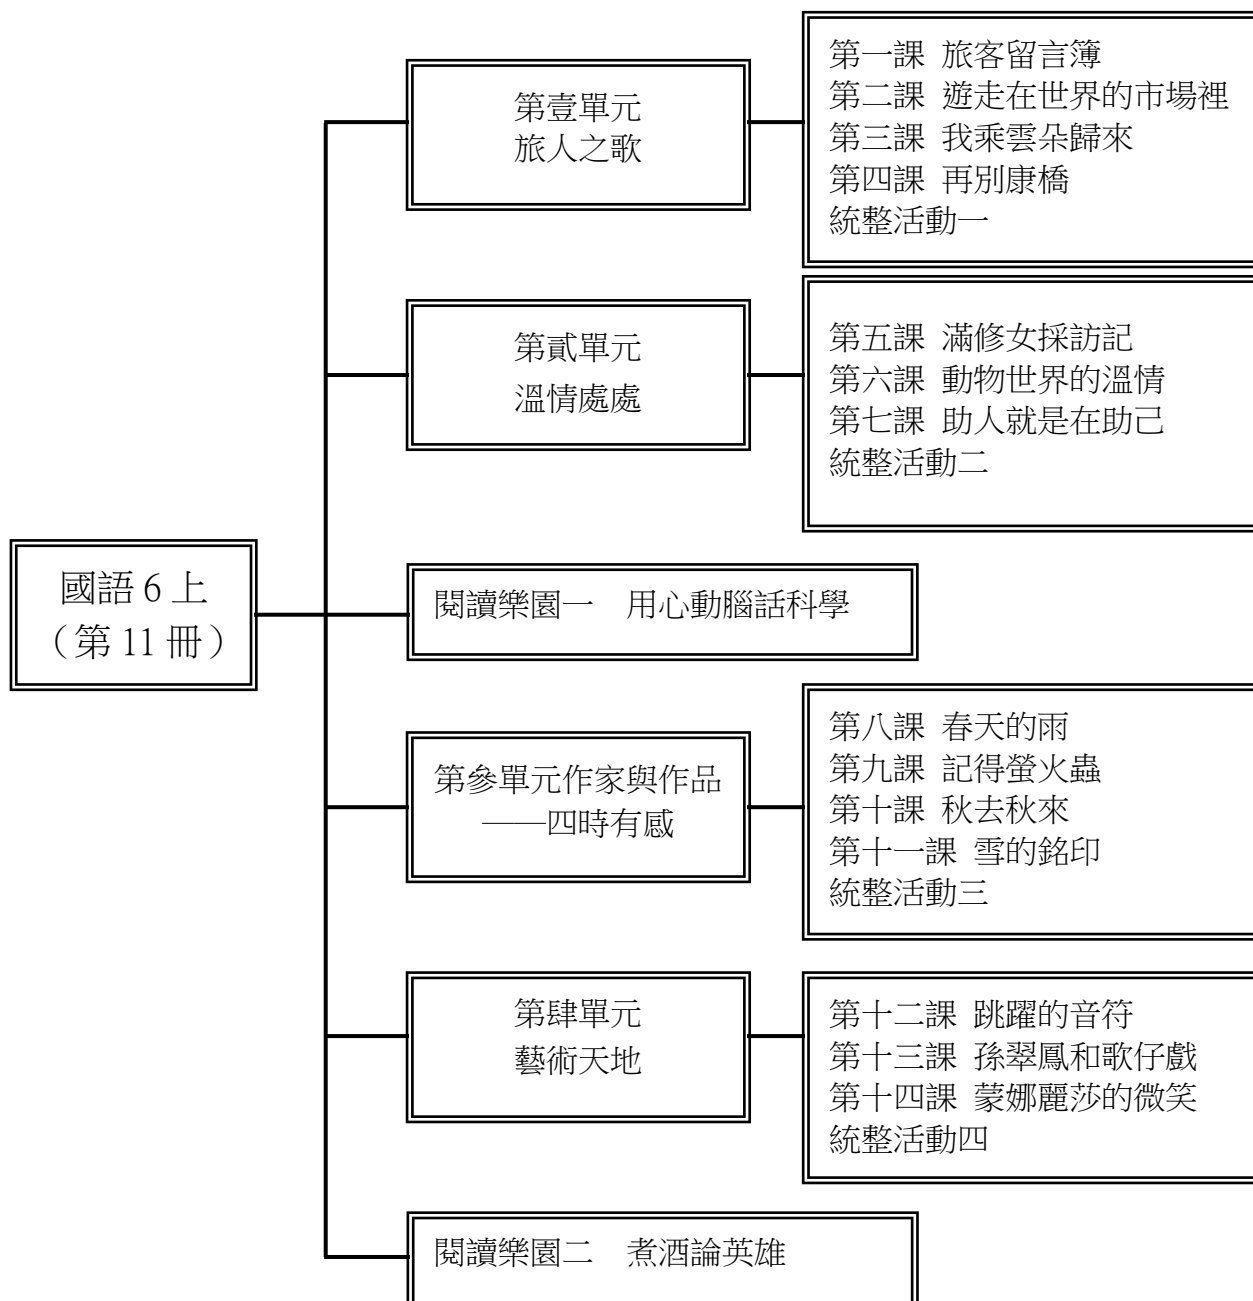 國語 6 上
（第 11 冊）
第壹單元
旅人之歌
第一課 旅客留言簿
第二課 遊走在世界的市場裡
第三課 我乘雲朵歸來
第四課 再別康橋
統整活動一
第貳單元
溫情處處
第五課 滿修女採訪記
第六課 動物世界的溫情
第七課 助人就是在助己
統整活動二
閱讀樂園一　用心動腦話科學
第參單元作家與作品
——四時有感
第八課 春天的雨
第九課 記得螢火蟲
第十課 秋去秋來
第十一課 雪的銘印
統整活動三
第肆單元
藝術天地
第十二課 跳躍的音符
第十三課 孫翠鳳和歌仔戲
第十四課 蒙娜麗莎的微笑
統整活動四
閱讀樂園二　煮酒論英雄